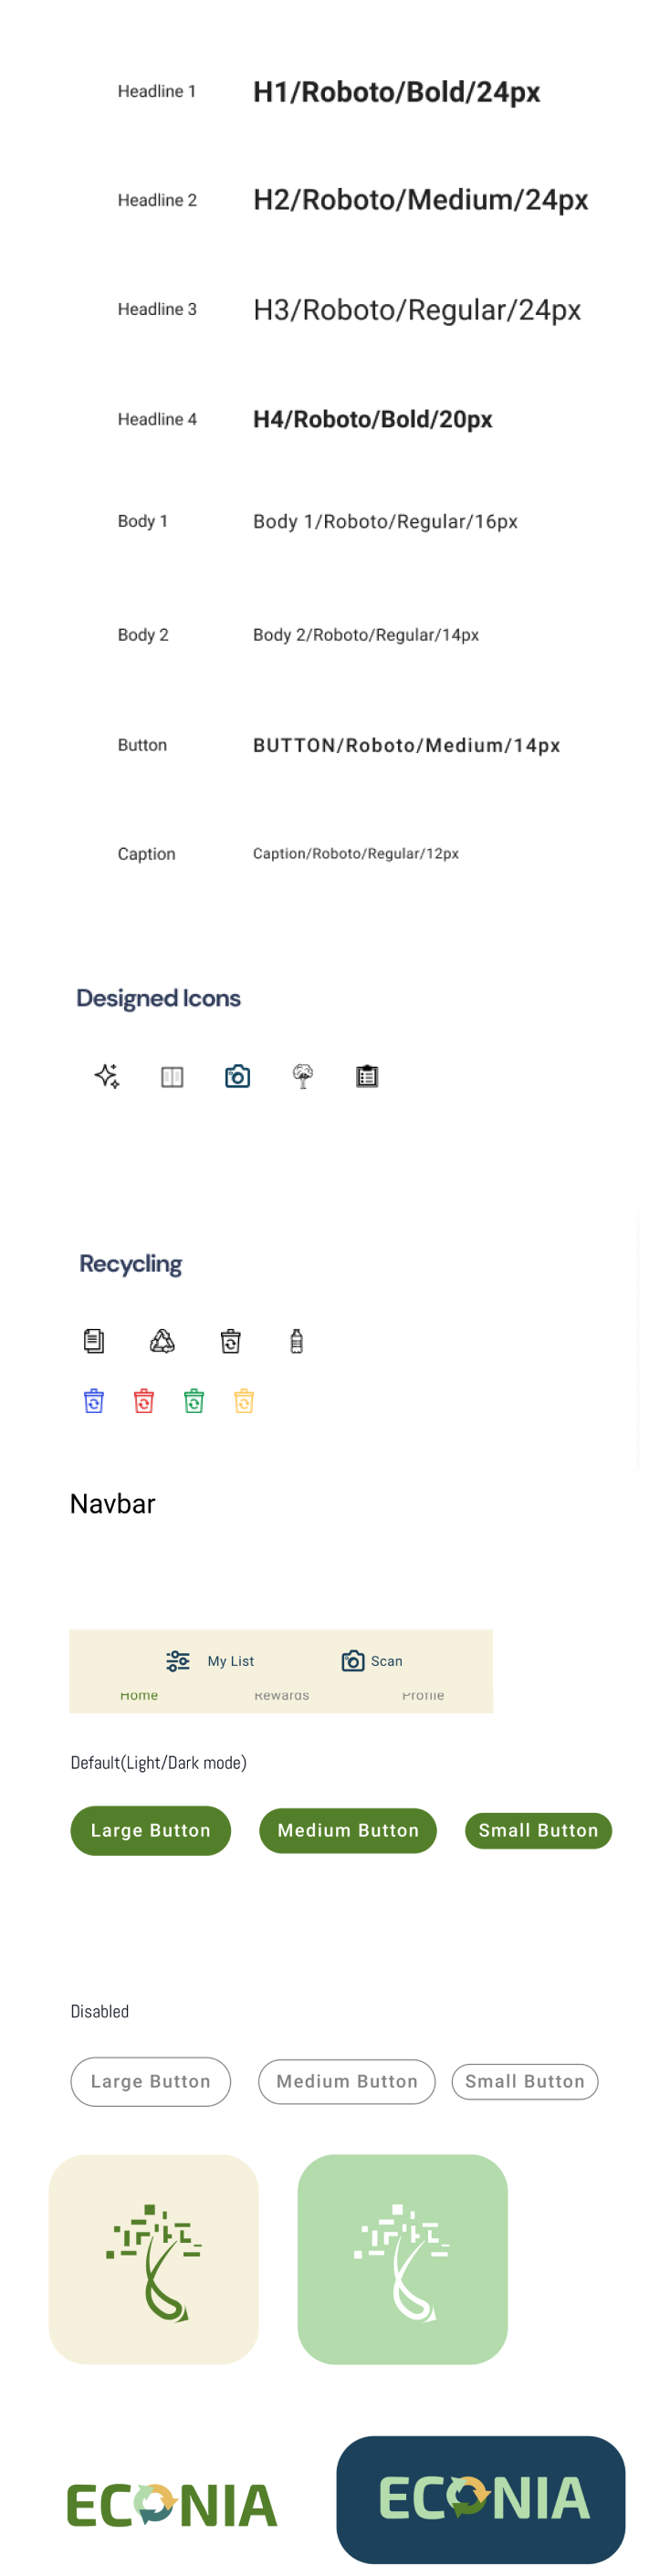 Headline 1 H1/Roboto/Bold/24px
Headline 2 H2/Roboto/Medium/24px
Headline 3 H3/Roboto/Regular/24px
Headline 4 H4/Roboto/Bold/20px
Body 1 Body 1/Roboto/Regular/16px
Body 2 Body 2/Roboto/Regular/14px
Button BUTTON/Roboto/Medium/14px
Caption Caption/Roboto/Regular/12px
Designed Icons
Recycling
Navbar
My List Scan
Home Rewards Profile
Default(Light/Dark mode)
Large Button Medium Button Small Button
Disabled
Large Button Medium Button Small Button
ECONIA ECONIA